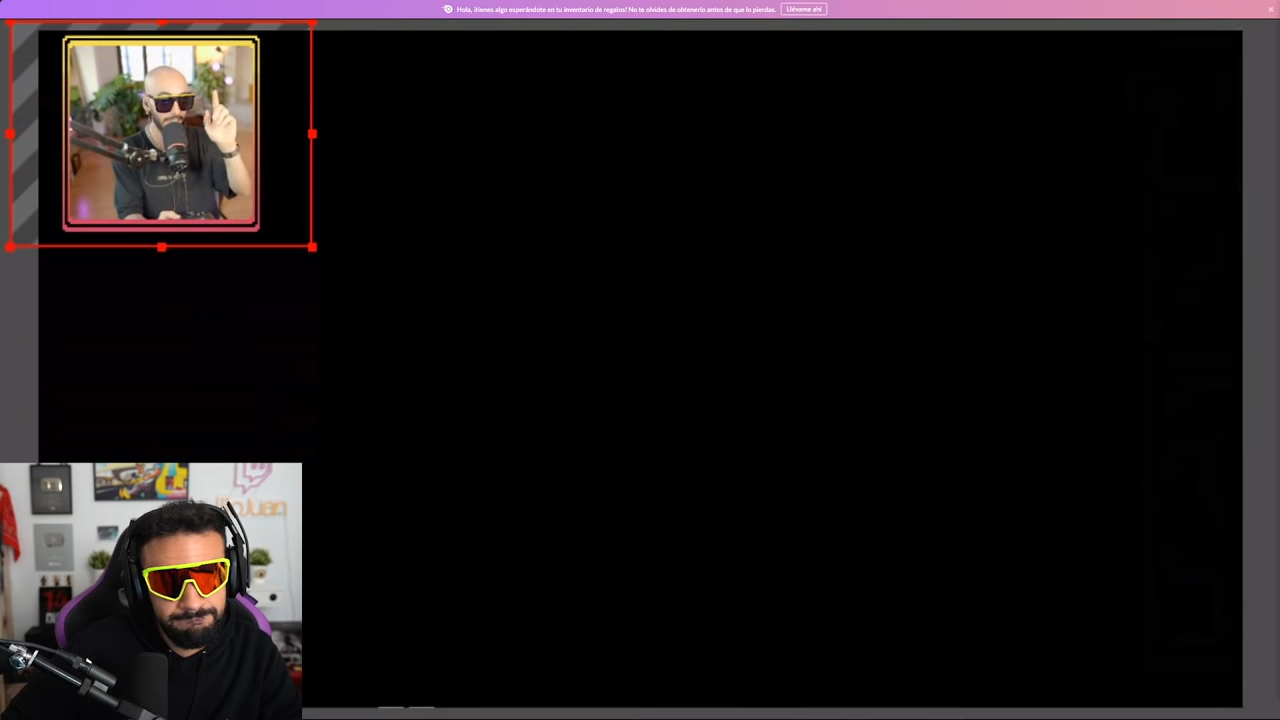 Hola, ¡tienes algo esperándote en tu inventario de regalos! No te olvides de obtenerlo antes de que lo pierdas. Llévame ahí